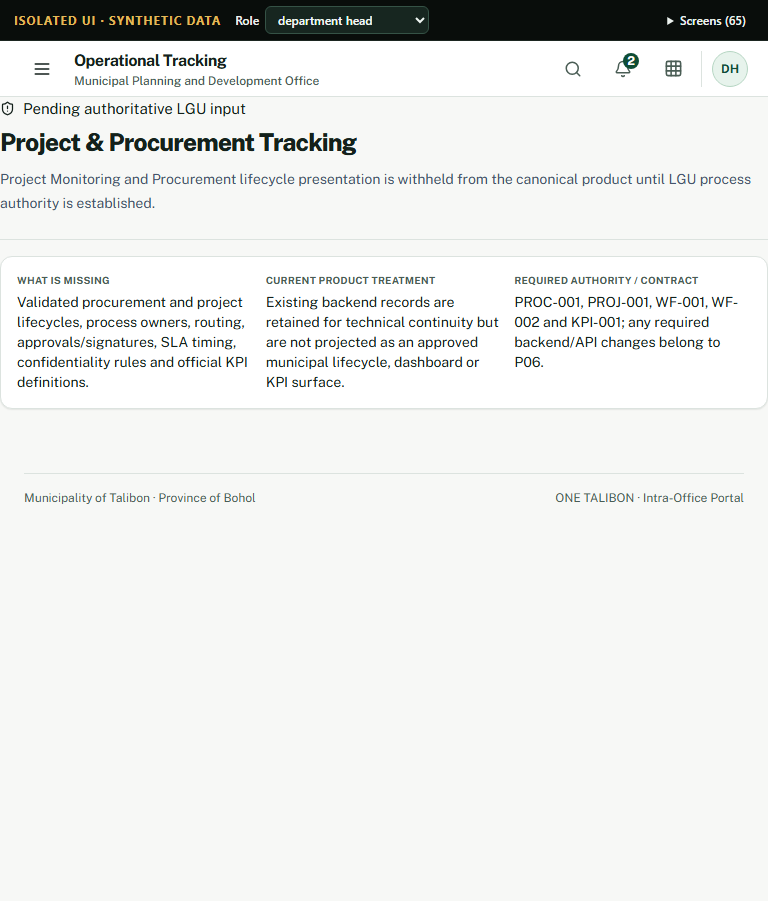 ISOLATED UI · SYNTHETIC DATA Role department head Screens (65)
Operational Tracking
Municipal Planning and Development Office
2
DH
Pending authoritative LGU input
Project & Procurement Tracking
Project Monitoring and Procurement lifecycle presentation is withheld from the canonical product until LGU process
authority is established.
WHAT IS MISSING
Validated procurement and project
lifecycles, process owners, routing,
approvals/signatures, SLA timing,
confidentiality rules and official KPI
definitions.
CURRENT PRODUCT TREATMENT
Existing backend records are
retained for technical continuity but
are not projected as an approved
municipal lifecycle, dashboard or
KPI surface.
REQUIRED AUTHORITY / CONTRACT
PROC-001, PROJ-001, WF-001, WF-
002 and KPI-001; any required
backend/API changes belong to
P06.
Municipality of Talibon · Province of Bohol
ONE TALIBON · Intra-Office Portal